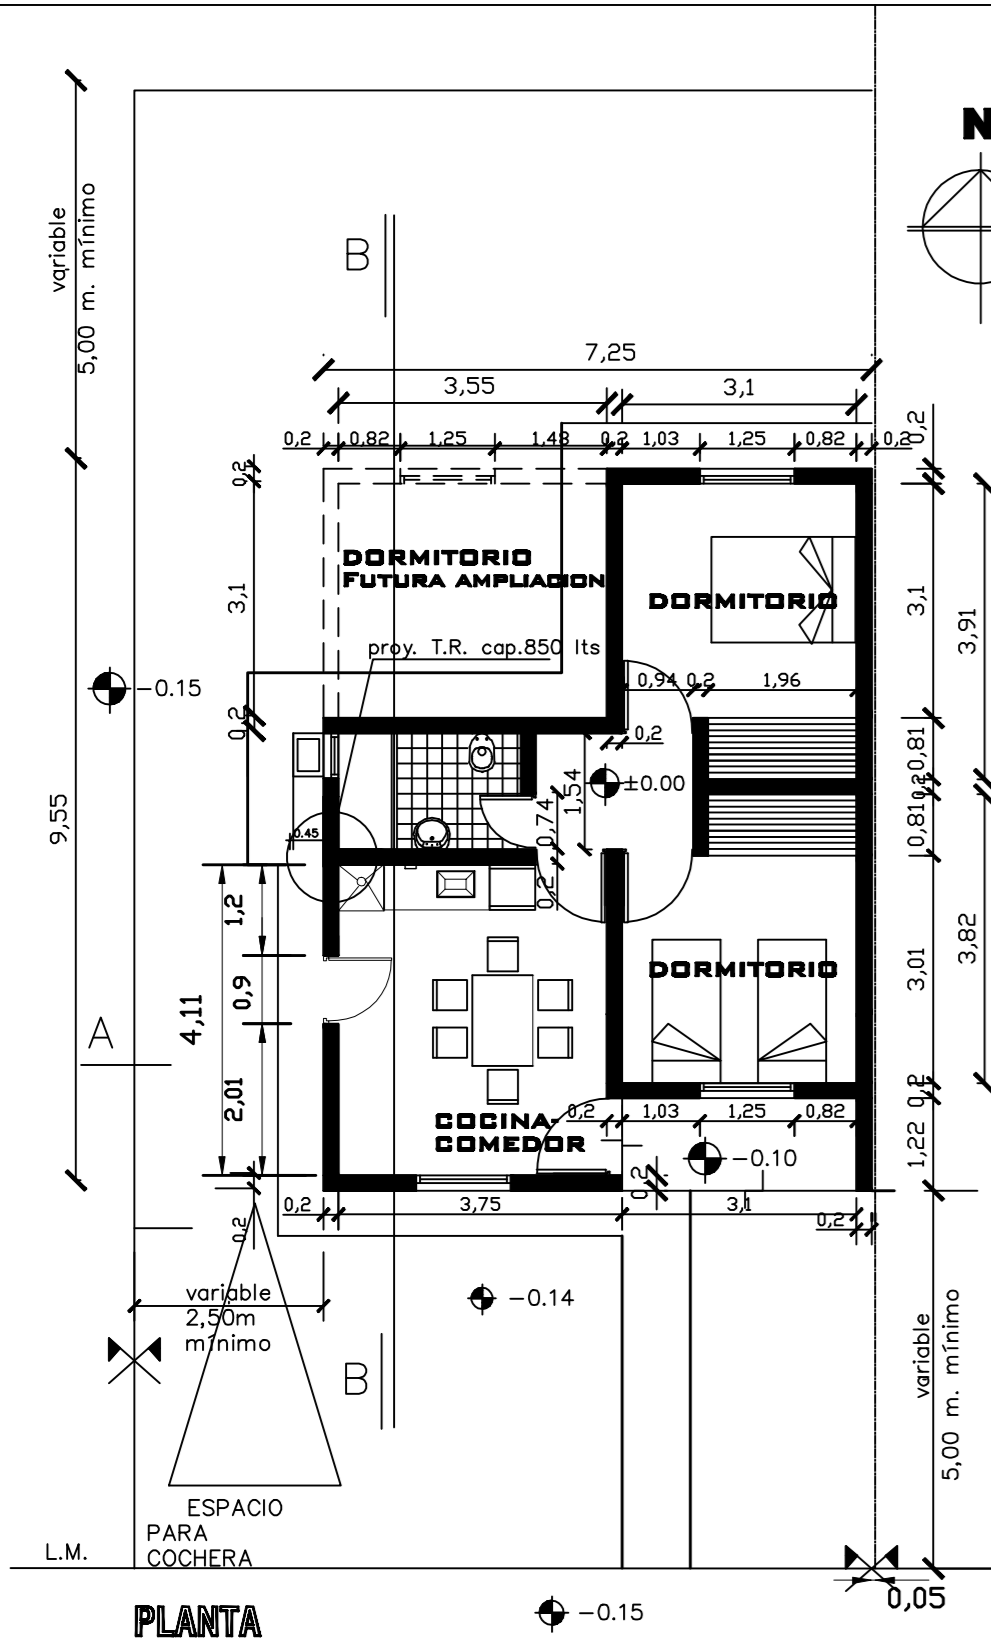 N
variable
5,00 m. mínimo
B
7,25
3,55
3,1
0,2
0,82
1,25
1,48
0,2
1,03
1,25
0,82
0,2
0,2
0,2
3,1
0,2
DORMITORIO
FUTURA AMPLIACION
DORMITORIO
3,1
3,91
proy. T.R. cap.850 lts
-0.15
0,94
0,2
1,96
0,2
±0.00
0,81
0,2
0,81
1,54
0,74
0,2
0.45
9,55
1,2
0,9
4,11
2,01
A
DORMITORIO
3,01
3,82
0,2
1,22
COCINA-
COMEDOR
0,2
1,03
1,25
0,82
-0.10
0,2
0,2
0,2
3,75
3,1
0,2
variable
2,50m
mínimo
-0.14
B
variable
5,00 m. mínimo
ESPACIO
PARA
COCHERA
L.M.
0,05
PLANTA
-0.15